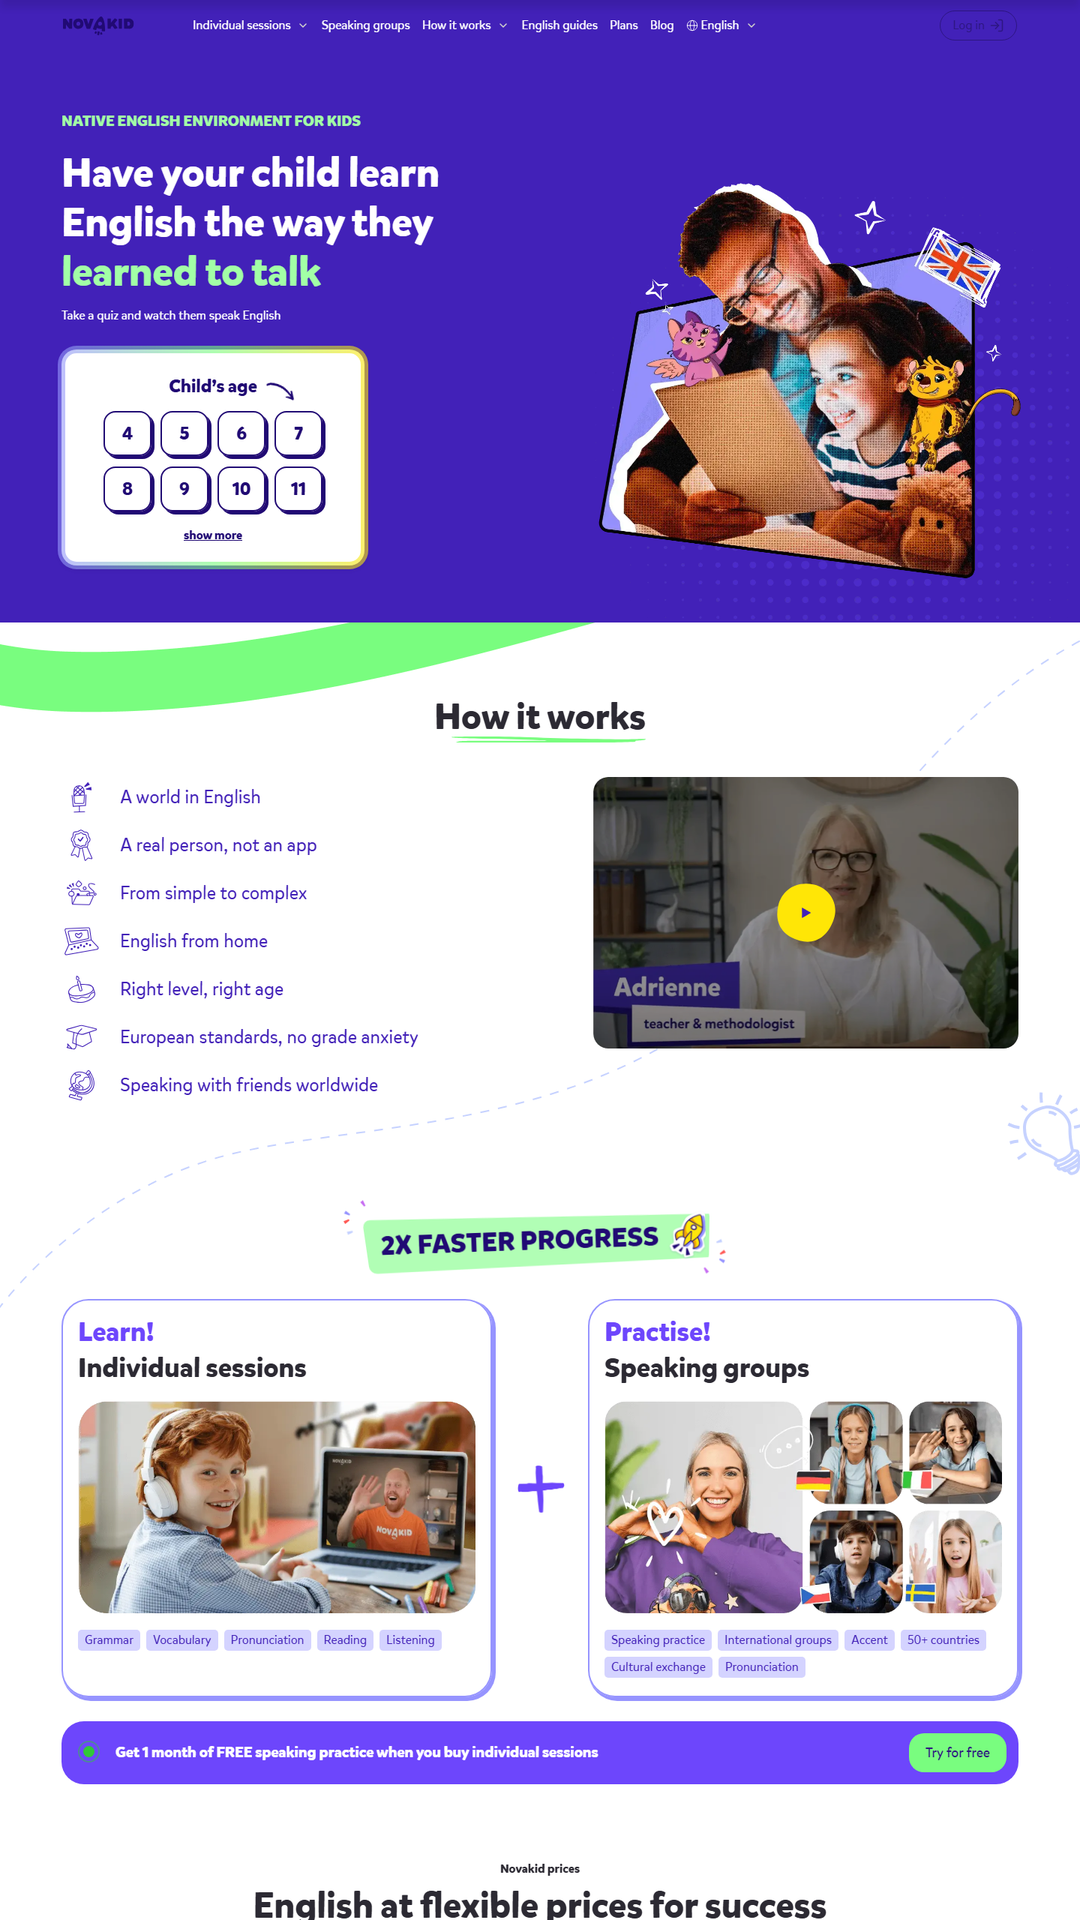 NOVAKID
Individual sessions
Speaking groups
How it works
English guides
Plans
Blog
English
Log in
NATIVE ENGLISH ENVIRONMENT FOR KIDS
Have your child learn
English the way they
learned to talk
Take a quiz and watch them speak English
Child's age
4 5 6 7
8 9 10 11
show more
How it works
A world in English
A real person, not an app
From simple to complex
English from home
Right level, right age
European standards, no grade anxiety
Speaking with friends worldwide
Adrienne
teacher & methodologist
2X FASTER PROGRESS
Learn!
Individual sessions
NOVAKID
NOVAKID
Grammar Vocabulary Pronunciation Reading Listening
Practise!
Speaking groups
Speaking practice International groups Accent 50+ countries
Cultural exchange Pronunciation
Get 1 month of FREE speaking practice when you buy individual sessions
Try for free
Novakid prices
English at flexible prices for success